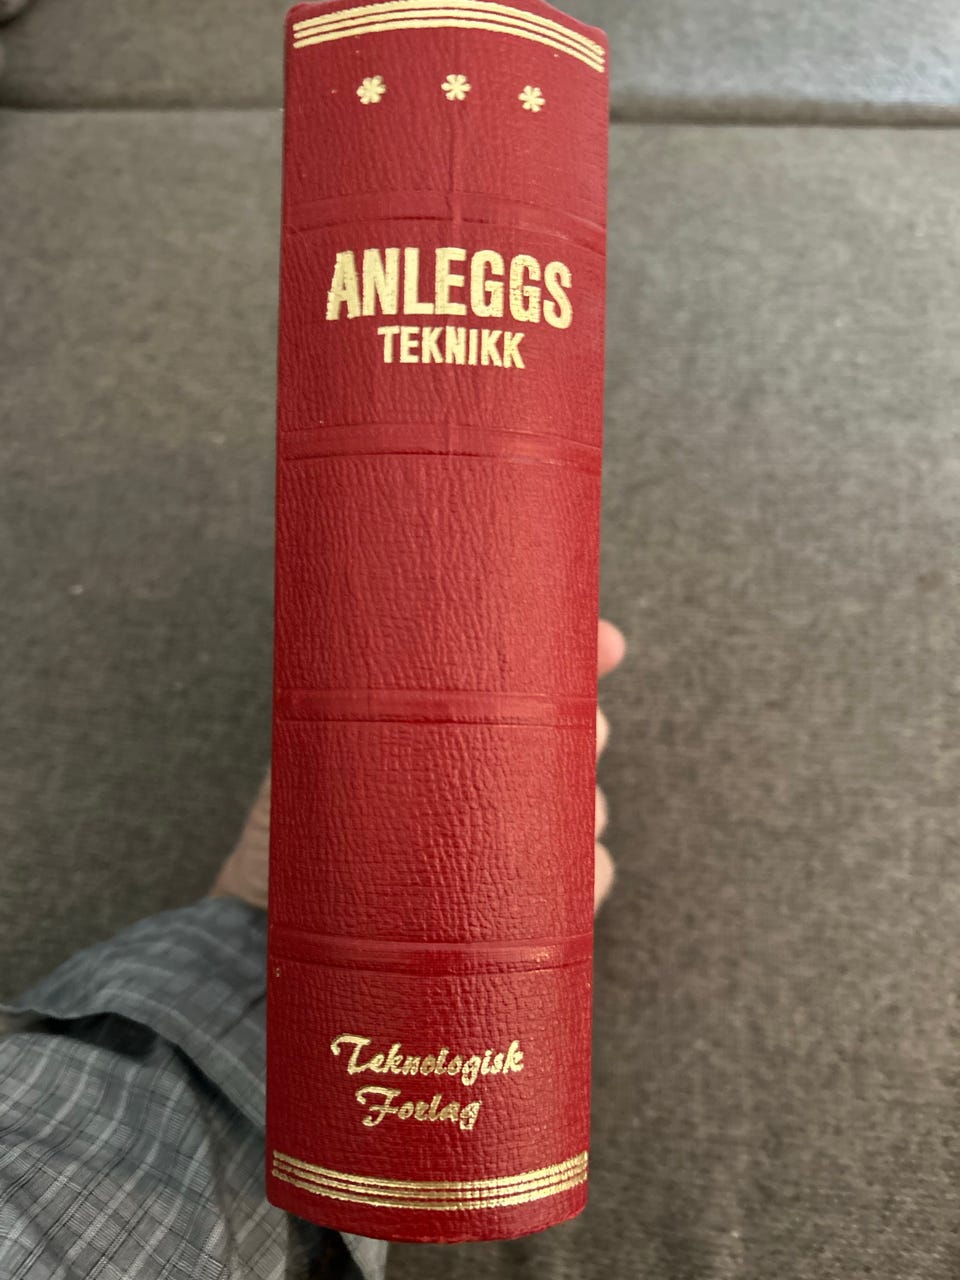 * * *
ANLEGGS
TEKNIKK
Teknologisk
Forlag